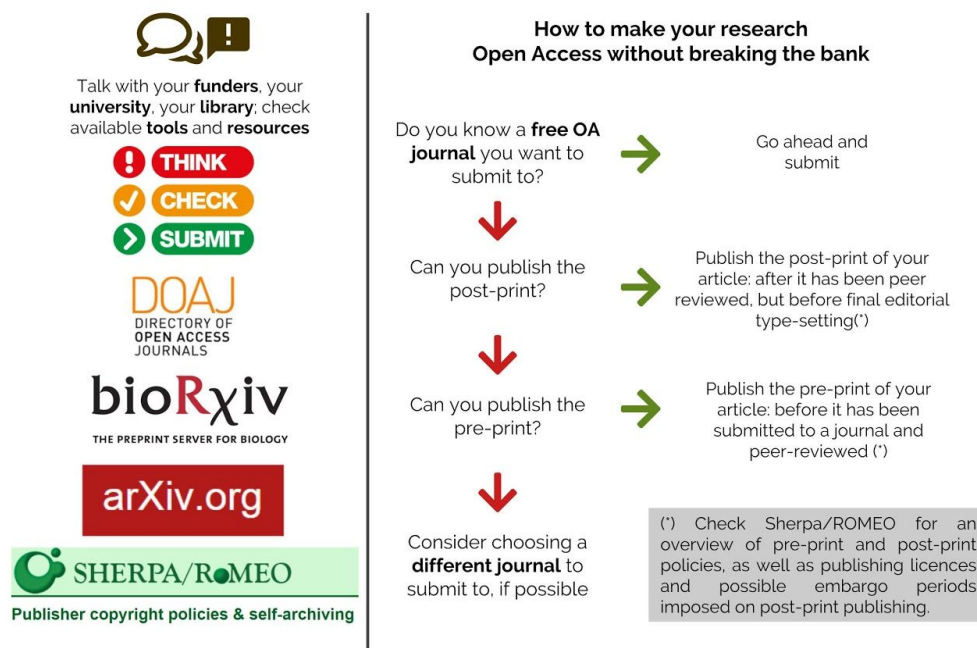 Talk with your funders, your
university, your library; check
available tools and resources
! THINK
CHECK
SUBMIT
DOAJ
DIRECTORY OF
OPEN ACCESS
JOURNALS
bioRχiv
THE PREPRINT SERVER FOR BIOLOGY
arXiv.org
SHERPA/RoMEO
Publisher copyright policies & self-archiving
How to make your research
Open Access without breaking the bank
Do you know a free OA
journal you want to
submit to?
Go ahead and
submit
Can you publish the
post-print?
Publish the post-print of your
article: after it has been peer
reviewed, but before final editorial
type-setting(*)
Can you publish the
pre-print?
Publish the pre-print of your
article: before it has been
submitted to a journal and
peer-reviewed (*)
Consider choosing a
different journal to
submit to, if possible
(*) Check Sherpa/ROMEO for an
overview of pre-print and post-print
policies, as well as publishing licences
and possible embargo periods
imposed on post-print publishing.